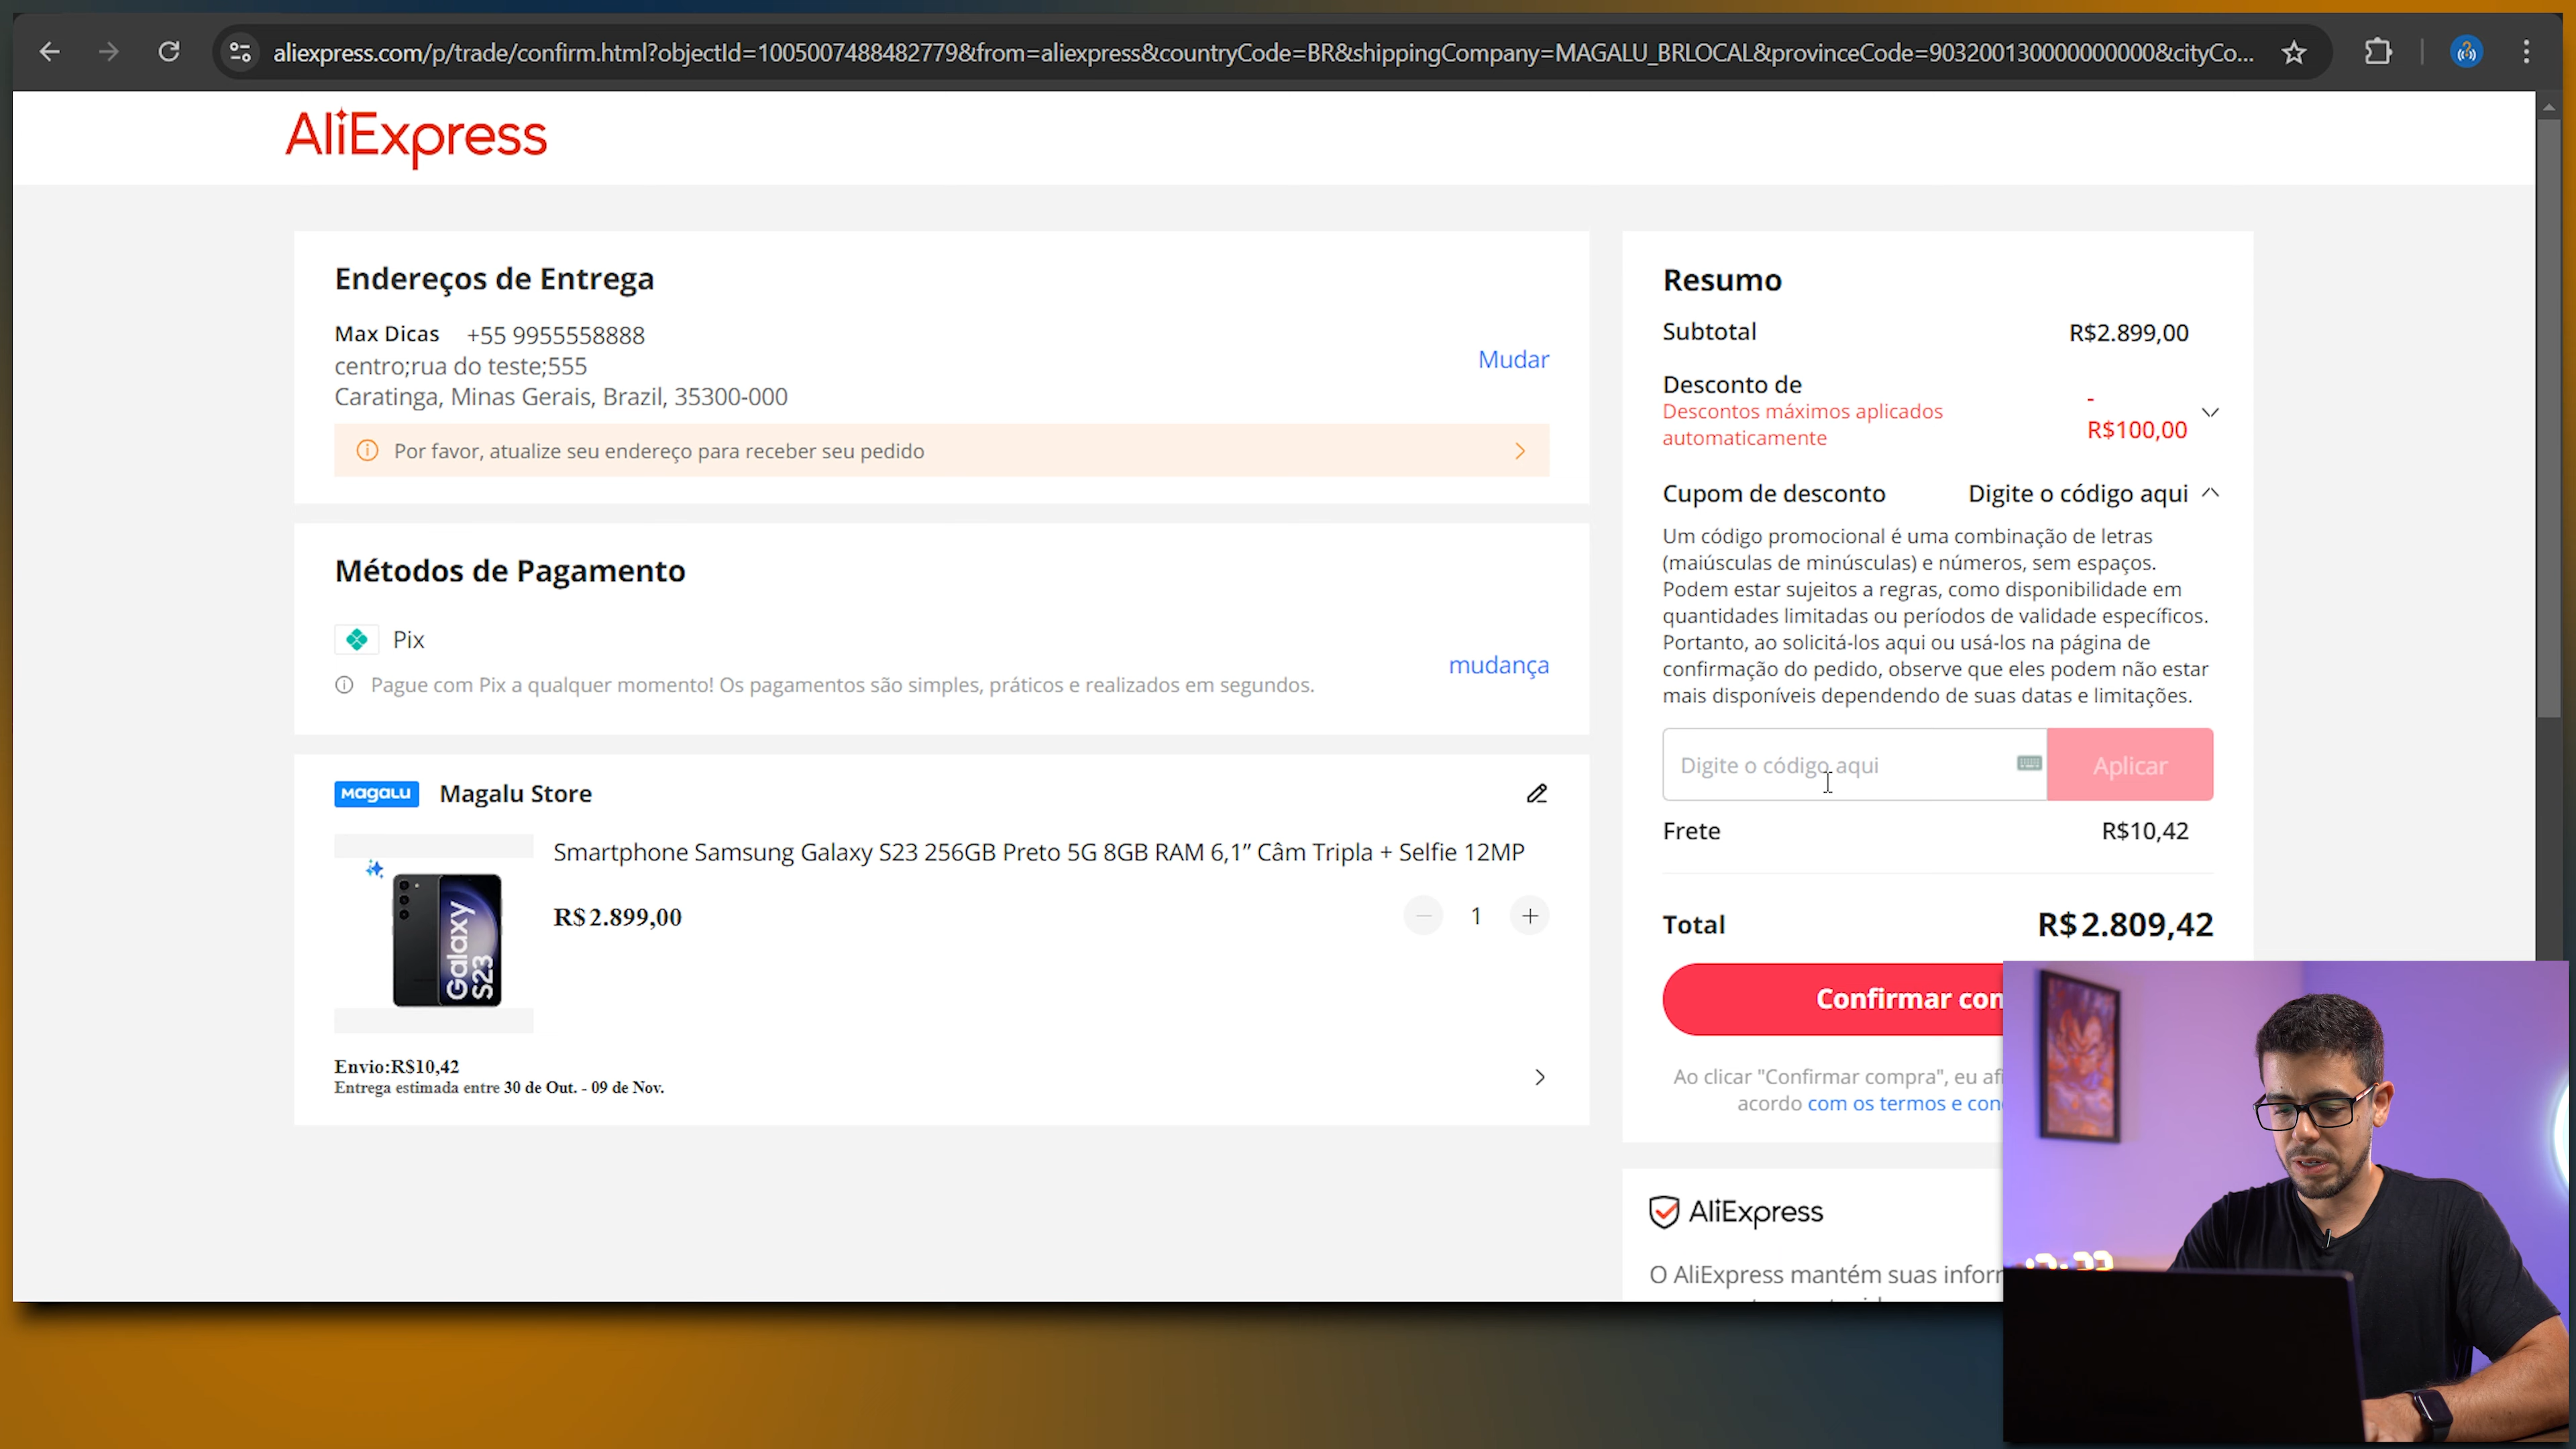 aliexpress.com/p/trade/confirm.html?objectId=1005007488482779&from=aliexpress&countryCode=BR&shippingCompany=MAGALU_BRLOCAL&provinceCode=903200130000000000&cityCo...
AliExpress
Endereços de Entrega
Max Dicas +55 9955558888
centro;rua do teste;555
Caratinga, Minas Gerais, Brazil, 35300-000
Mudar
Por favor, atualize seu endereço para receber seu pedido
Métodos de Pagamento
Pix
Pague com Pix a qualquer momento! Os pagamentos são simples, práticos e realizados em segundos.
mudança
Magalu Magalu Store
Smartphone Samsung Galaxy S23 256GB Preto 5G 8GB RAM 6,1” Câm Tripla + Selfie 12MP
R$2.899,00
1
Galaxy
S23
Envio:R$10,42
Entrega estimada entre 30 de Out. - 09 de Nov.
Resumo
Subtotal R$2.899,00
Desconto de
Descontos máximos aplicados
automaticamente
-
R$100,00
Cupom de desconto Digite o código aqui
Um código promocional é uma combinação de letras
(maiúsculas de minúsculas) e números, sem espaços.
Podem estar sujeitos a regras, como disponibilidade em
quantidades limitadas ou períodos de validade específicos.
Portanto, ao solicitá-los aqui ou usá-los na página de
confirmação do pedido, observe que eles podem não estar
mais disponíveis dependendo de suas datas e limitações.
Digite o código aqui Aplicar
Frete R$10,42
Total R$2.809,42
Confirmar con
Ao clicar "Confirmar compra", eu afi
acordo com os termos e con
AliExpress
O AliExpress mantém suas inforr